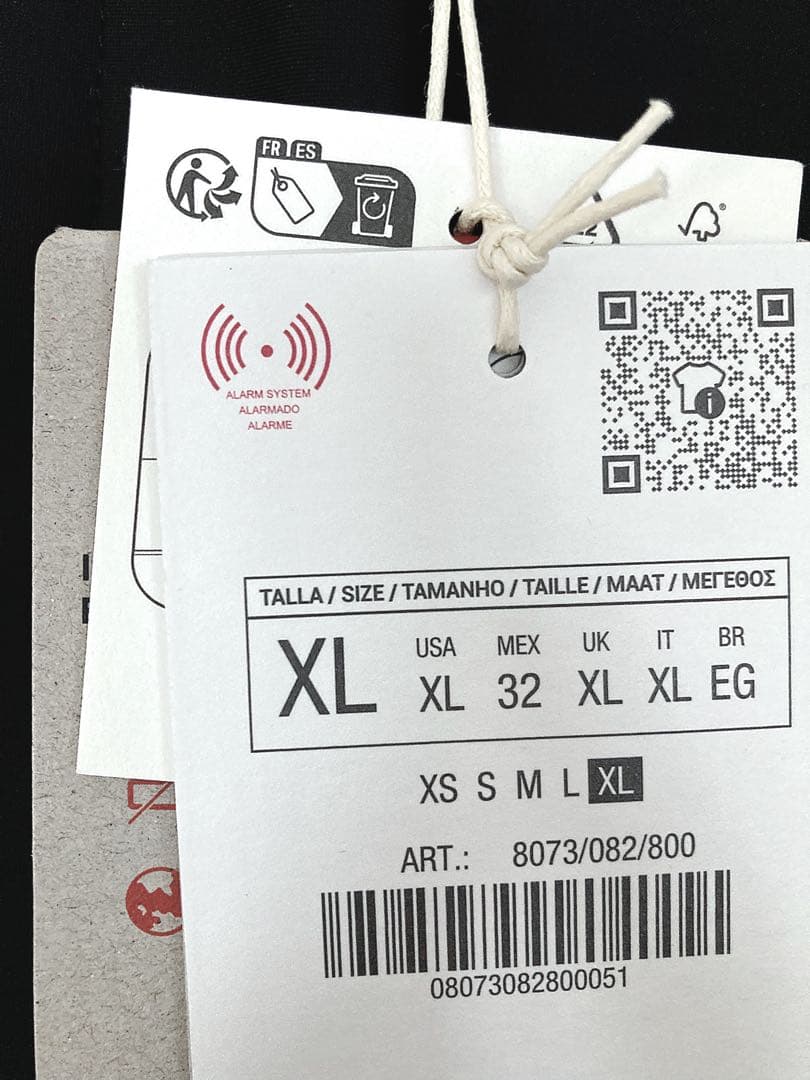 FR ES
ALARM SYSTEM
ALARMADO
ALARME
TALLA / SIZE / TAMANHO / TAILLE / MAAT / ΜΕΓΕΘΟΣ
XL USA MEX UK IT BR
XL 32 XL XL EG
XS S M L XL
ART.: 8073/082/800
08073082800051